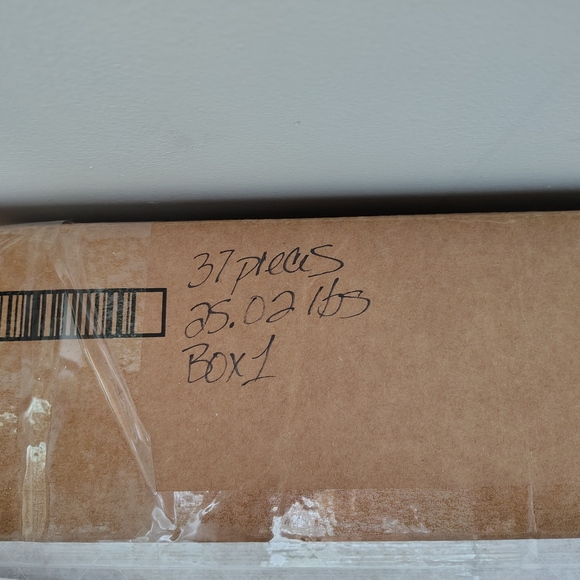 37 pieces
25.02 lbs
Box 1